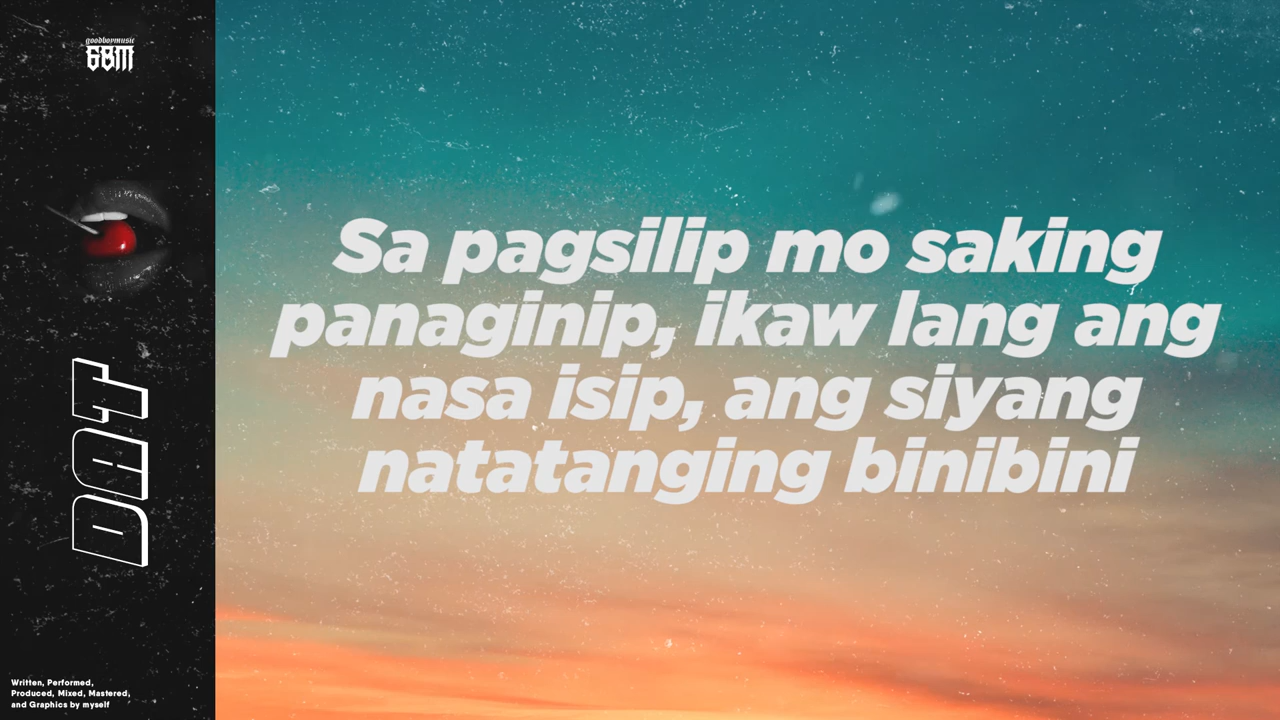 goodboymusic
GBM
DAT
Written, Performed,
Produced, Mixed, Mastered,
and Graphics by myself
Sa pagsilip mo saking
panaginip, ikaw lang ang
nasa isip, ang siyang
natatanging binibini